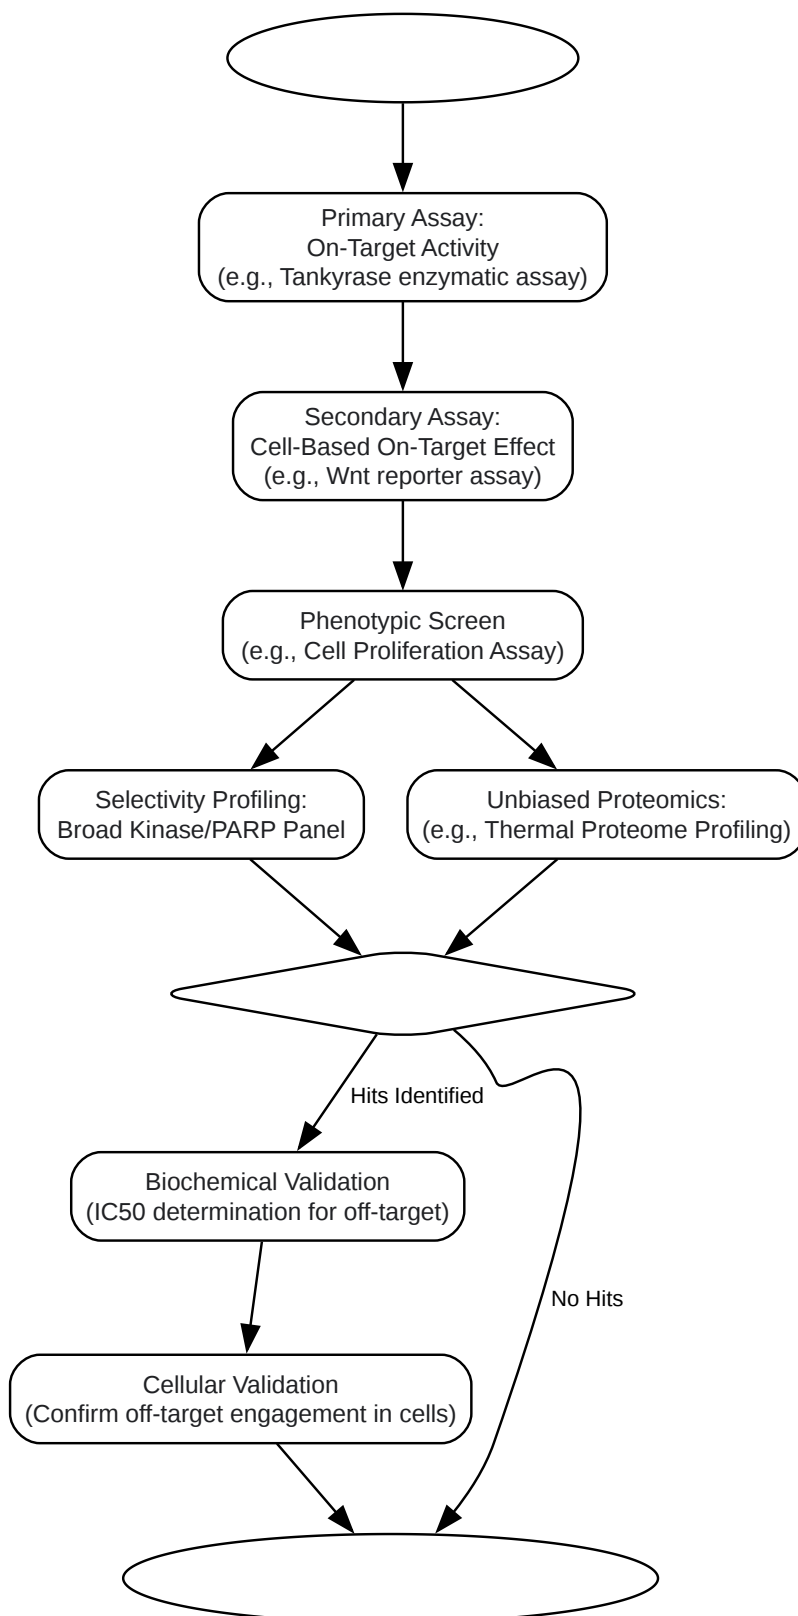 Primary Assay:
On-Target Activity
(e.g., Tankyrase enzymatic assay)
Secondary Assay:
Cell-Based On-Target Effect
(e.g., Wnt reporter assay)
Phenotypic Screen
(e.g., Cell Proliferation Assay)
Selectivity Profiling:
Broad Kinase/PARP Panel
Unbiased Proteomics:
(e.g., Thermal Proteome Profiling)
Hits Identified
Biochemical Validation
(IC50 determination for off-target)
No Hits
Cellular Validation
(Confirm off-target engagement in cells)